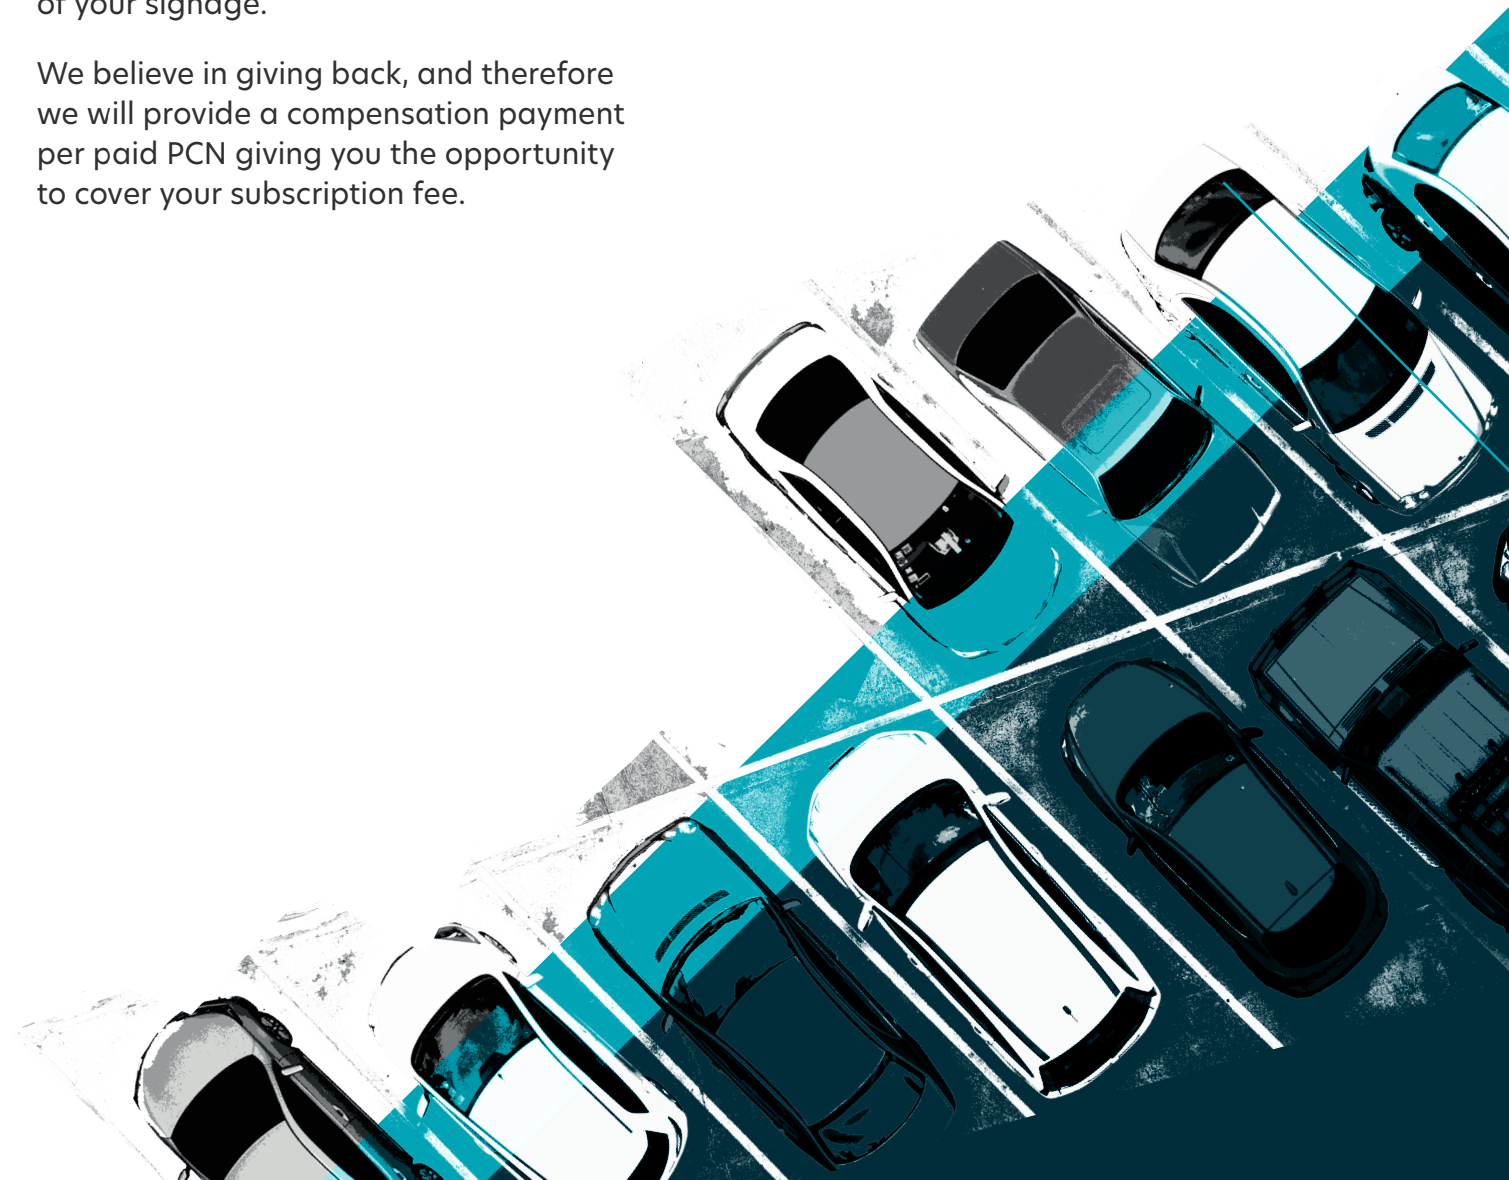 of your signage.
We believe in giving back, and therefore
we will provide a compensation payment
per paid PCN giving you the opportunity
to cover your subscription fee.